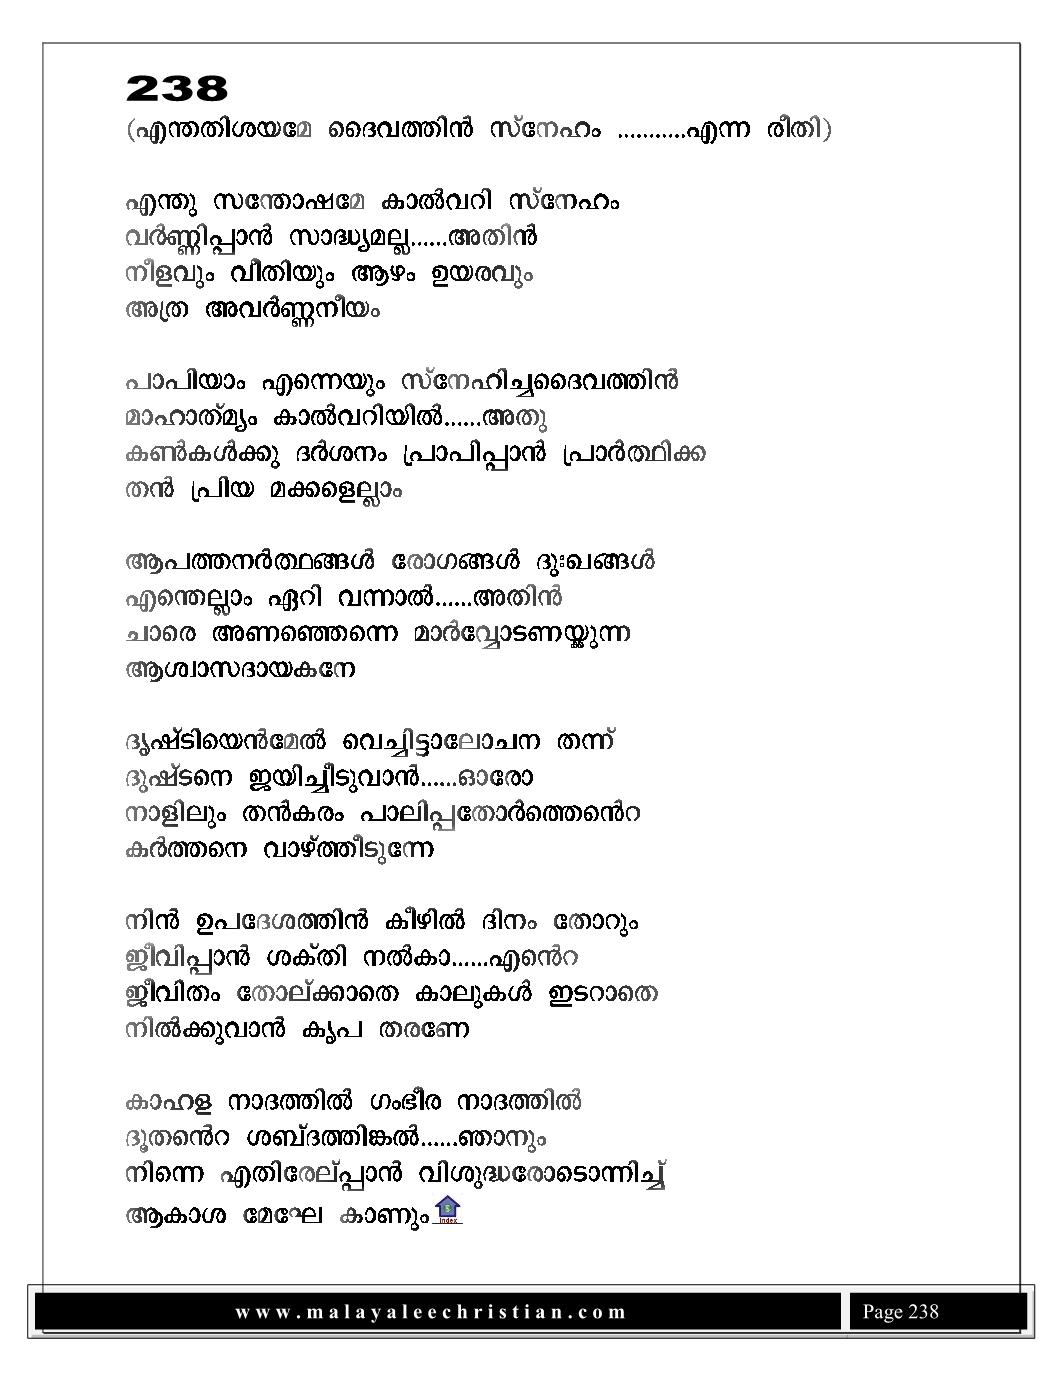 238
(എന്തതിശയമേ ദൈവത്തിൻ സ്നേഹം ...........എന്ന രീതി)
എന്തു സന്തോഷമേ കാൽവറി സ്നേഹം
വർണ്ണിപ്പാൻ സാദ്ധ്യമല്ല......അതിൻ
നീളവും വീതിയും ആഴം ഉയരവും
അത്ര അവർണ്ണനീയം
പാപിയാം എന്നെയും സ്നേഹിച്ചദൈവത്തിൻ
മാഹാത്മ്യം കാൽവറിയിൽ......അതു
കൺകൾക്കു ദർശനം പ്രാപിപ്പാൻ പ്രാർത്ഥിക്ക
തൻ പ്രിയ മക്കളെല്ലാം
ആപത്തനർത്ഥങ്ങൾ രോഗങ്ങൾ ദുഃഖങ്ങൾ
എന്തെല്ലാം ഏറി വന്നാൽ......അതിൻ
ചാരെ അണഞ്ഞെന്നെ മാർവ്വോടണയ്ക്കുന്ന
ആശ്വാസദായകനേ
ദൃഷ്ടിയെൻമേൽ വെച്ചിട്ടാലോചന തന്ന്
ദുഷ്ടനെ ജയിച്ചീടുവാൻ......ഓരോ
നാളിലും തൻകരം പാലിപ്പതോർത്തെൻെറ
കർത്തനെ വാഴ്ത്തീടുന്നേ
നിൻ ഉപദേശത്തിൻ കീഴിൽ ദിനം തോറും
ജീവിപ്പാൻ ശക്തി നൽകാ......എൻെറ
ജീവിതം തോല്ക്കാതെ കാലുകൾ ഇടറാതെ
നിൽക്കുവാൻ കൃപ തരണേ
കാഹള നാദത്തിൽ ഗംഭീര നാദത്തിൽ
ദൂതൻെറ ശബ്ദത്തിങ്കൽ......ഞാനും
നിന്നെ എതിരേല്പ്പാൻ വിശുദ്ധരോടൊന്നിച്ച്
ആകാശ മേഘേ കാണും Index
www.malayaleechristian.com Page 238